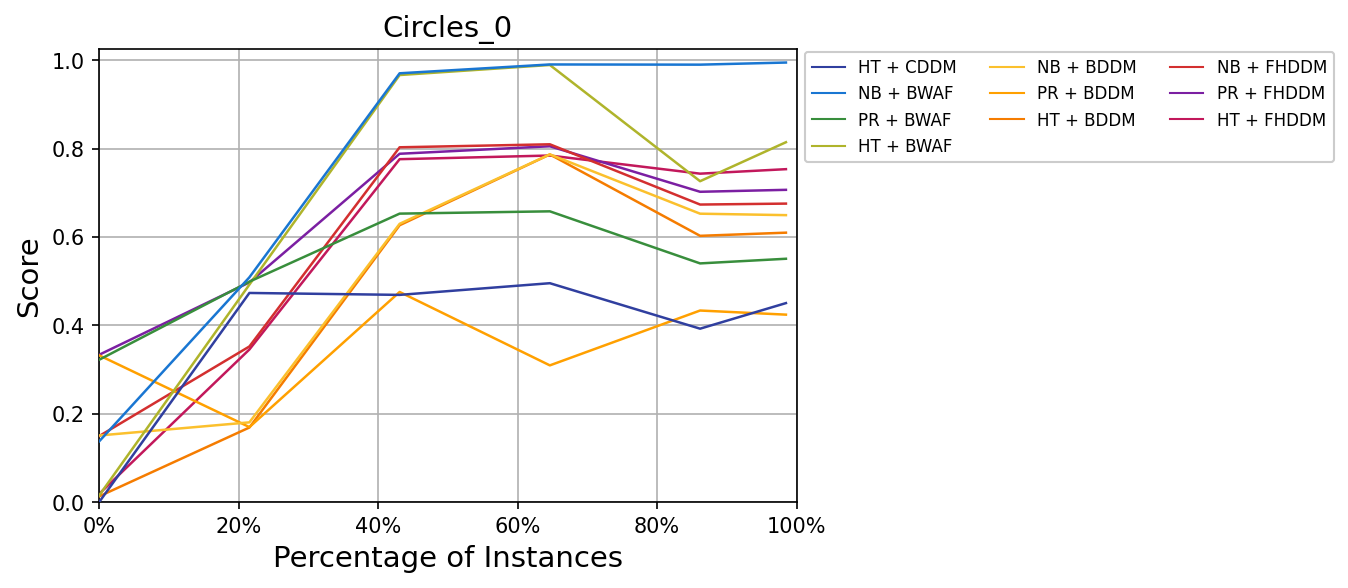 Circles_0
Score
1.0
0.8
0.6
0.4
0.2
0.0
0% 20% 40% 60% 80% 100%
Percentage of Instances
HT + CDDM NB + BDDM NB + FHDDM
NB + BWAF PR + BDDM PR + FHDDM
PR + BWAF HT + BDDM HT + FHDDM
HT + BWAF